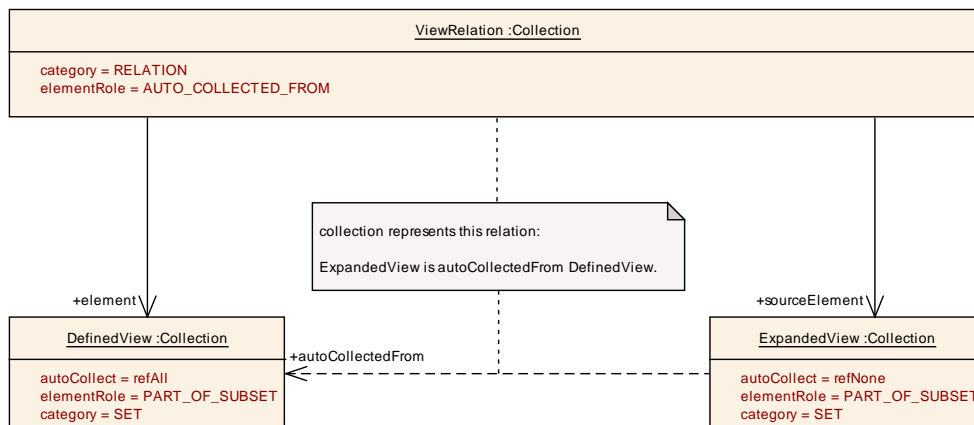 ViewRelation :Collection
category = RELATION
elementRole = AUTO_COLLECTED_FROM
collection represents this relation:
ExpandedView is autoCollectedFrom DefinedView.
+element
+sourceElement
DefinedView :Collection
autoCollect = refAll
elementRole = PART_OF_SUBSET
category = SET
+autoCollectedFrom
ExpandedView :Collection
autoCollect = refNone
elementRole = PART_OF_SUBSET
category = SET